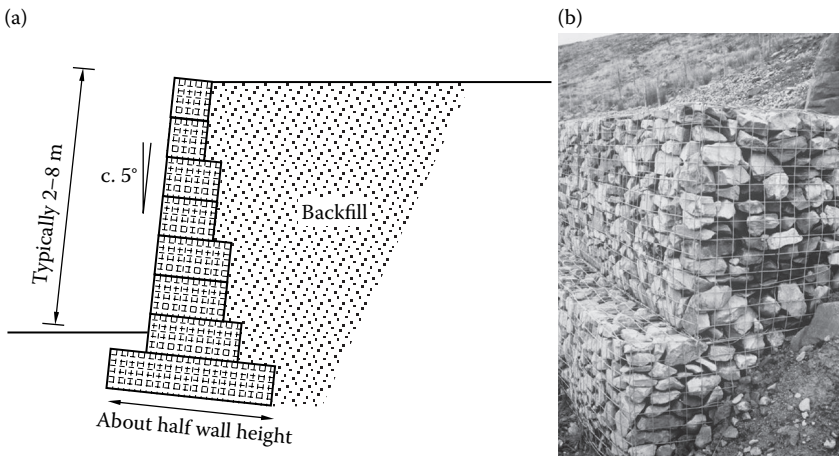 (a)
Typically 2–8 m
c. 5°
Backfill
About half wall height
(b)